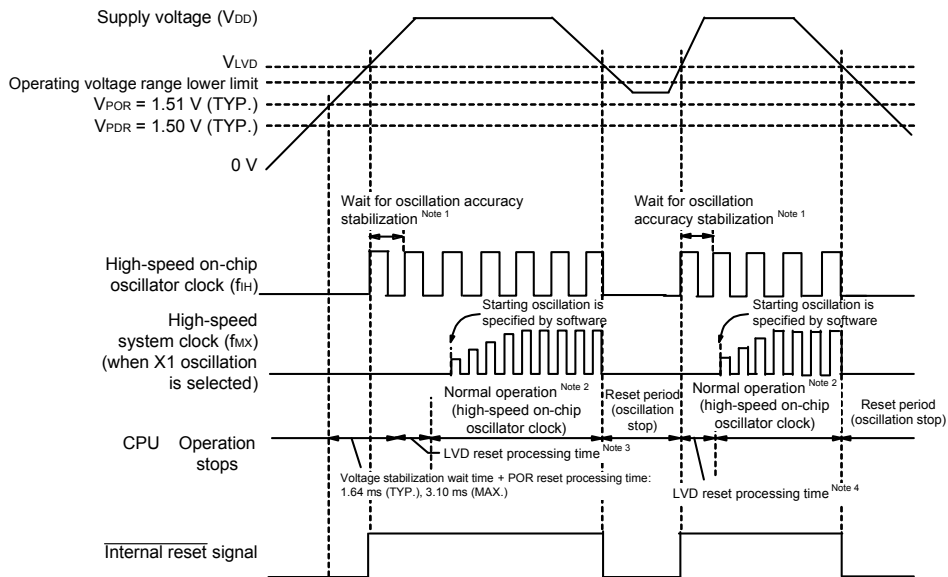 Supply voltage (VDD)
VLVD
Operating voltage range lower limit
VPOR = 1.51 V (TYP.)
VPDR = 1.50 V (TYP.)
0 V
Wait for oscillation accuracy
stabilization Note 1
Wait for oscillation
accuracy stabilization Note 1
High-speed on-chip
oscillator clock (fIH)
Starting oscillation is
specified by software
Starting oscillation is
specified by software
High-speed
system clock (fMX)
(when X1 oscillation
is selected)
Normal operation Note 2
(high-speed on-chip
oscillator clock)
Reset period
(oscillation
stop)
Normal operation Note 2
(high-speed on-chip
oscillator clock)
Reset period
(oscillation stop)
CPU Operation
stops
LVD reset processing time Note 3
Voltage stabilization wait time + POR reset processing time:
1.64 ms (TYP.), 3.10 ms (MAX.)
LVD reset processing time Note 4
Internal reset signal